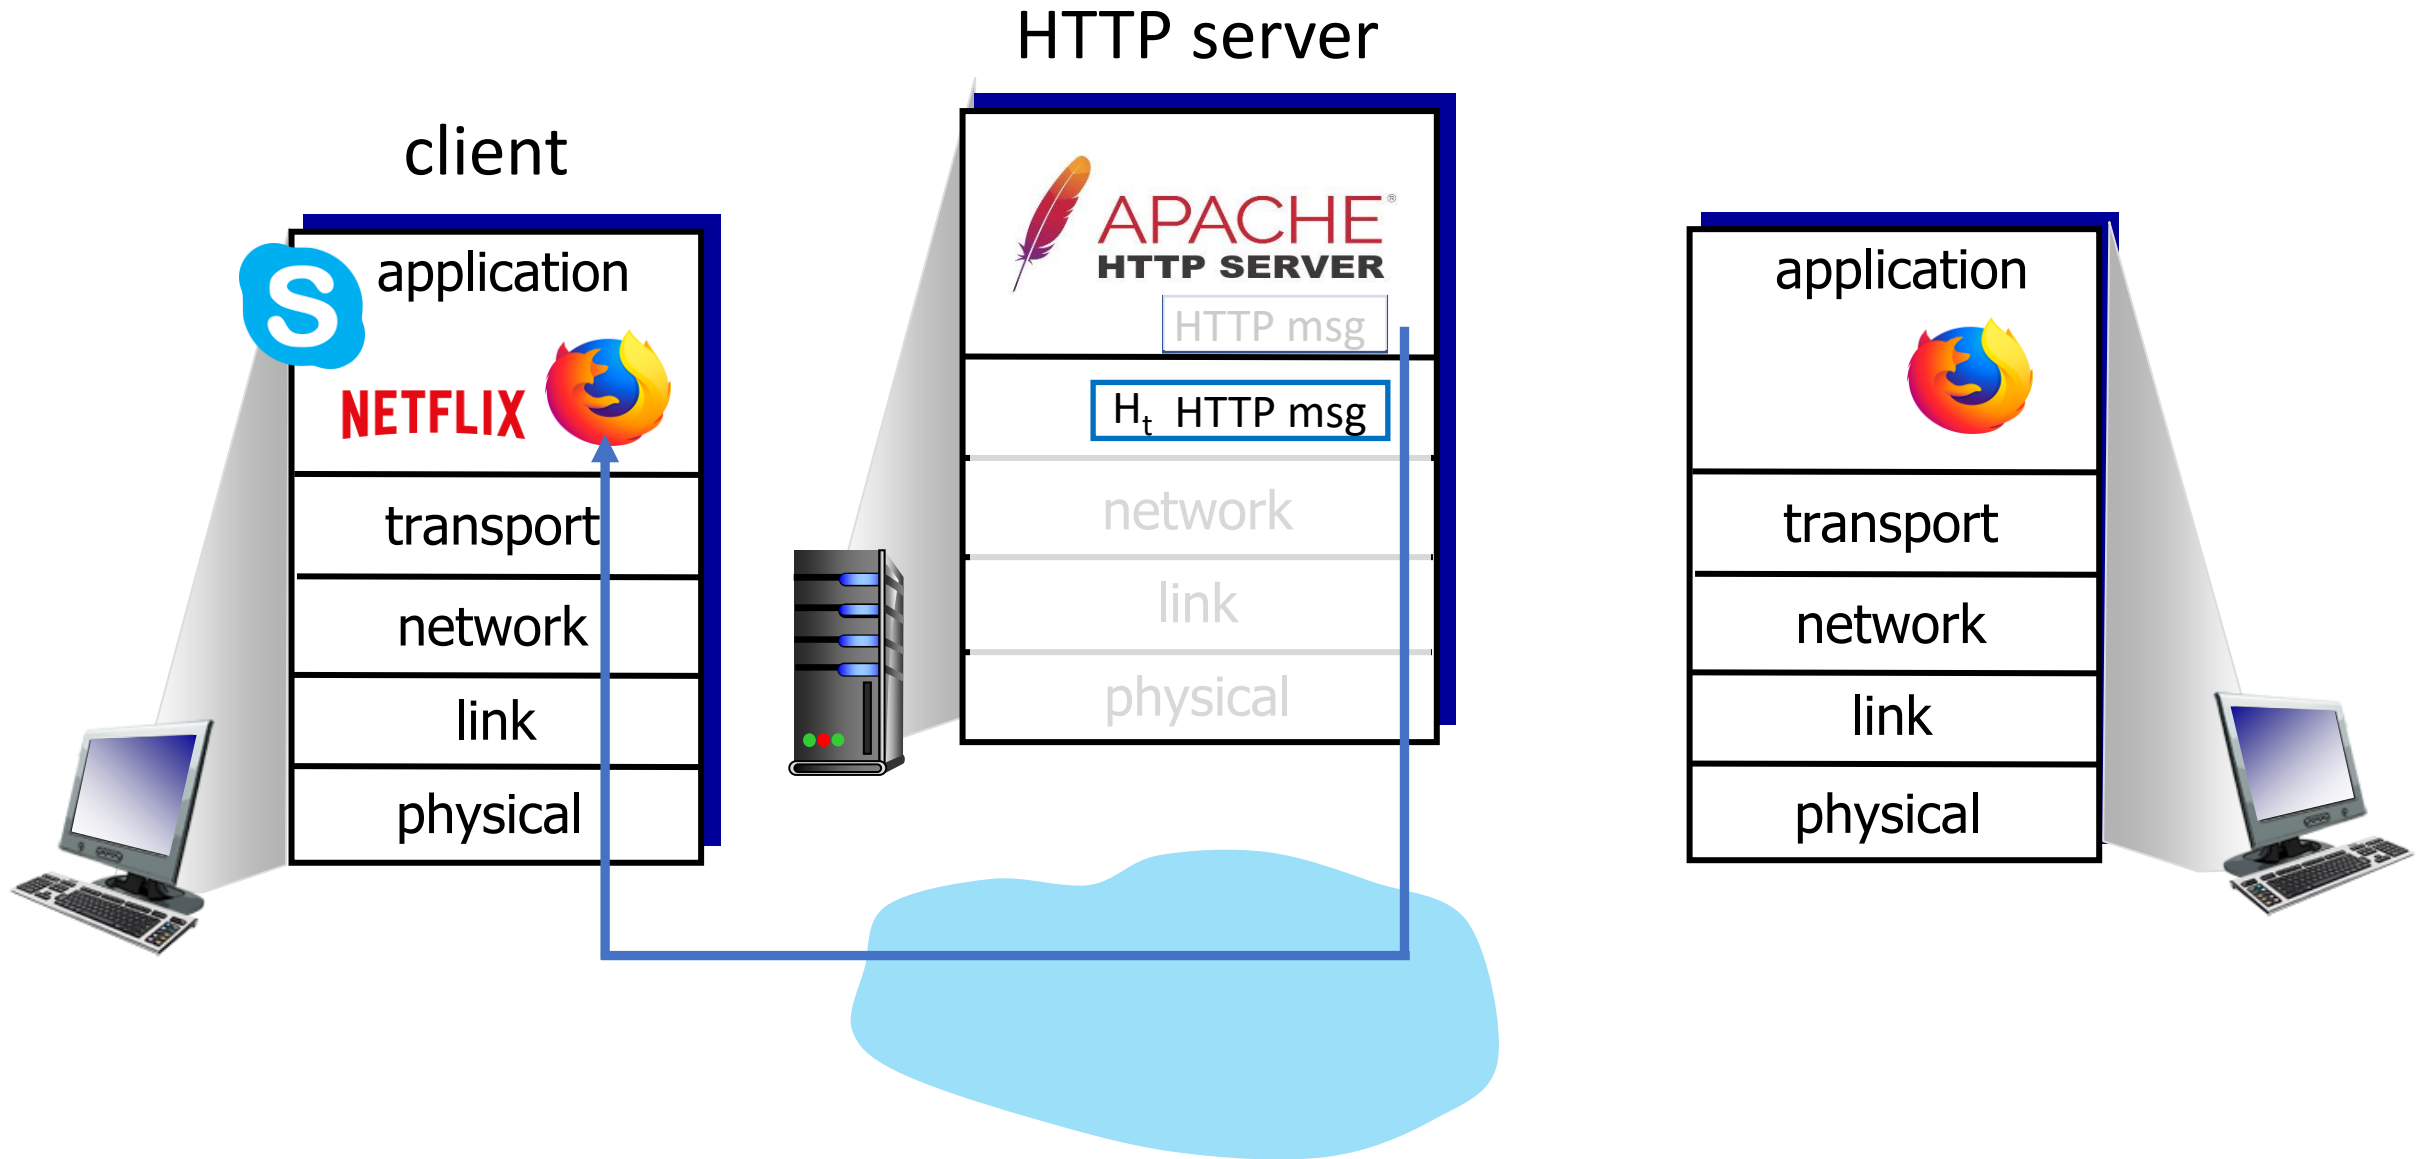 HTTP server
client
application
S
NETFLIX
transport
network
link
physical
APACHE®
HTTP SERVER
HTTP msg
Ht HTTP msg
network
link
physical
application
transport
network
link
physical